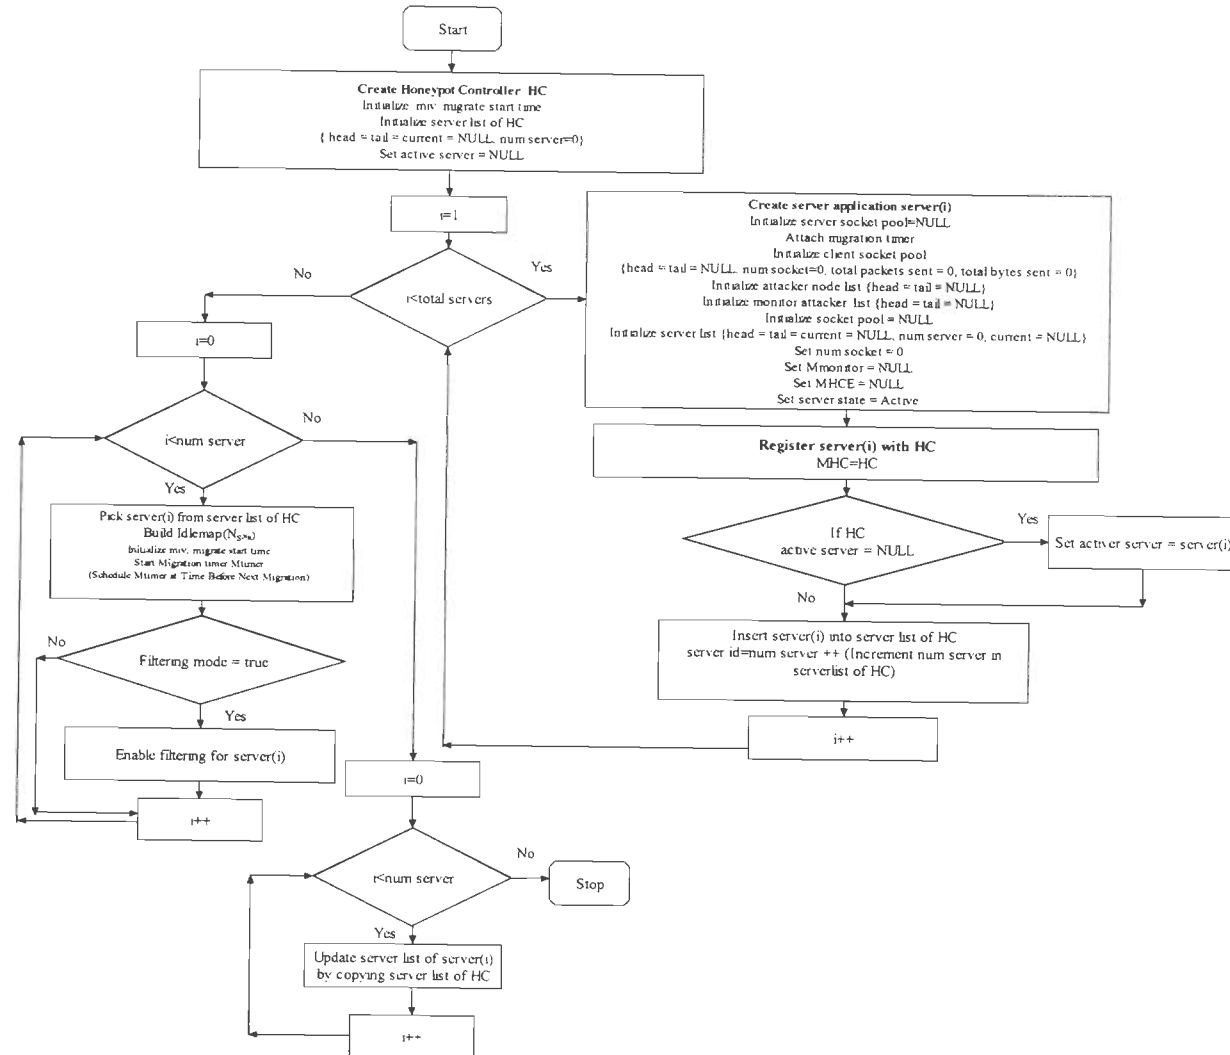 Start
Create Honeypot Controller HC
Initialize miv, migrate start time
Initialize server list of HC
{ head = tail = current = NULL, num server=0}
Set active server = NULL
i=1
i<total servers
No
Yes
Create server application server(i)
Initialize server socket pool=NULL
Attach migration timer
Initialize client socket pool
{head = tail = NULL, num socket=0, total packets sent = 0, total bytes sent = 0}
Initialize attacker node list {head = tail = NULL}
Initialize monitor attacker list {head = tail = NULL}
Initialize socket pool = NULL
Initialize server list {head = tail = current = NULL, num server = 0, current = NULL}
Set num socket = 0
Set Mmonitor = NULL
Set MHCE = NULL
Set server state = Active
Register server(i) with HC
MHC=HC
If HC
active server = NULL
Yes
Set activer server = server(i)
No
Insert server(i) into server list of HC
server id=num server ++ (Increment num server in
serverlist of HC)
i++
i=0
i<num server
No
Yes
Pick server(i) from server list of HC
Build Idlemap(
Initialize miv, migrate start time
Start Migration timer Mtimer
(Schedule Mtimer at Time Before Next Migration)
No
Filtering mode = true
Yes
Enable filtering for server(i)
i++
i=0
i<num server
No
Stop
Yes
Update server list of server(i)
by copying server list of HC
i++